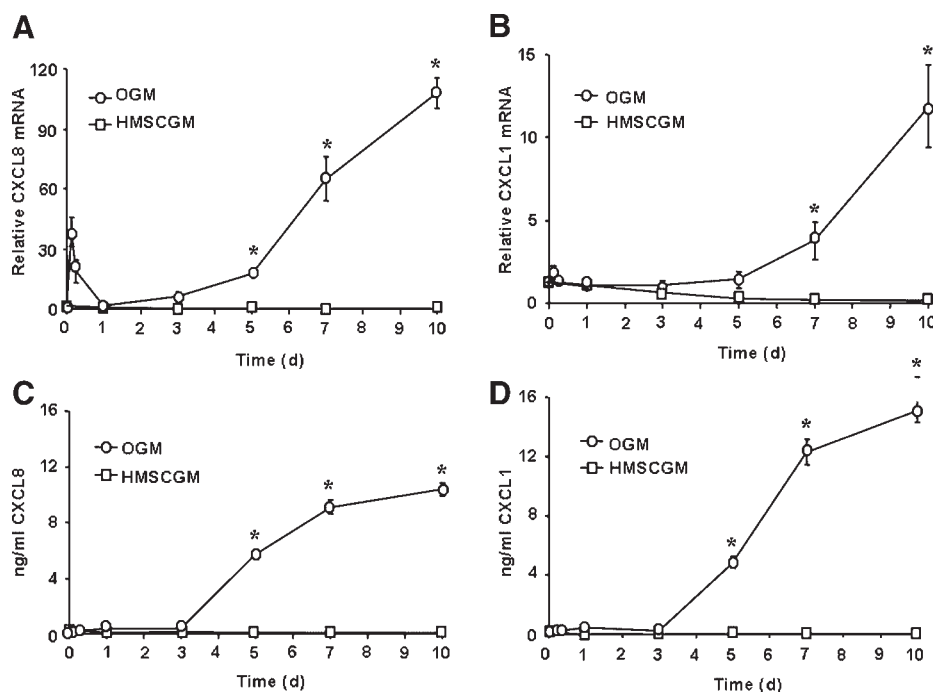 A
Relative CXCL8 mRNA
120
90
60
30
0
OGM
HMSCGM
* * *
0 1 2 3 4 5 6 7 8 9 10
Time (d)
B
Relative CXCL1 mRNA
15
10
5
0
OGM
HMSCGM
* *
0 1 2 3 4 5 6 7 8 9 10
Time (d)
C
ng/ml CXCL8
16
12
8
4
0
OGM
HMSCGM
* * *
0 1 2 3 4 5 6 7 8 9 10
Time (d)
D
ng/ml CXCL1
16
12
8
4
0
OGM
HMSCGM
* * *
0 1 2 3 4 5 6 7 8 9 10
Time (d)